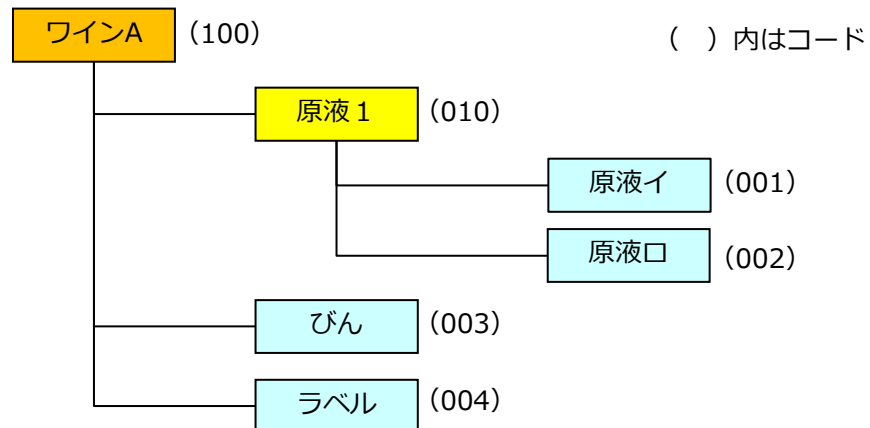 ワインA (100) ( )内はコード
原液1 (010)
原液イ (001)
原液ロ (002)
びん (003)
ラベル (004)